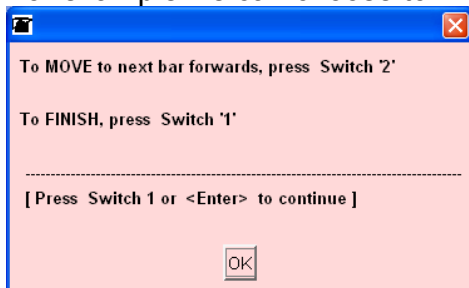 To MOVE to next bar forwards, press Switch '2'
To FINISH, press Switch '1'
[ Press Switch 1 or <Enter> to continue ]
OK